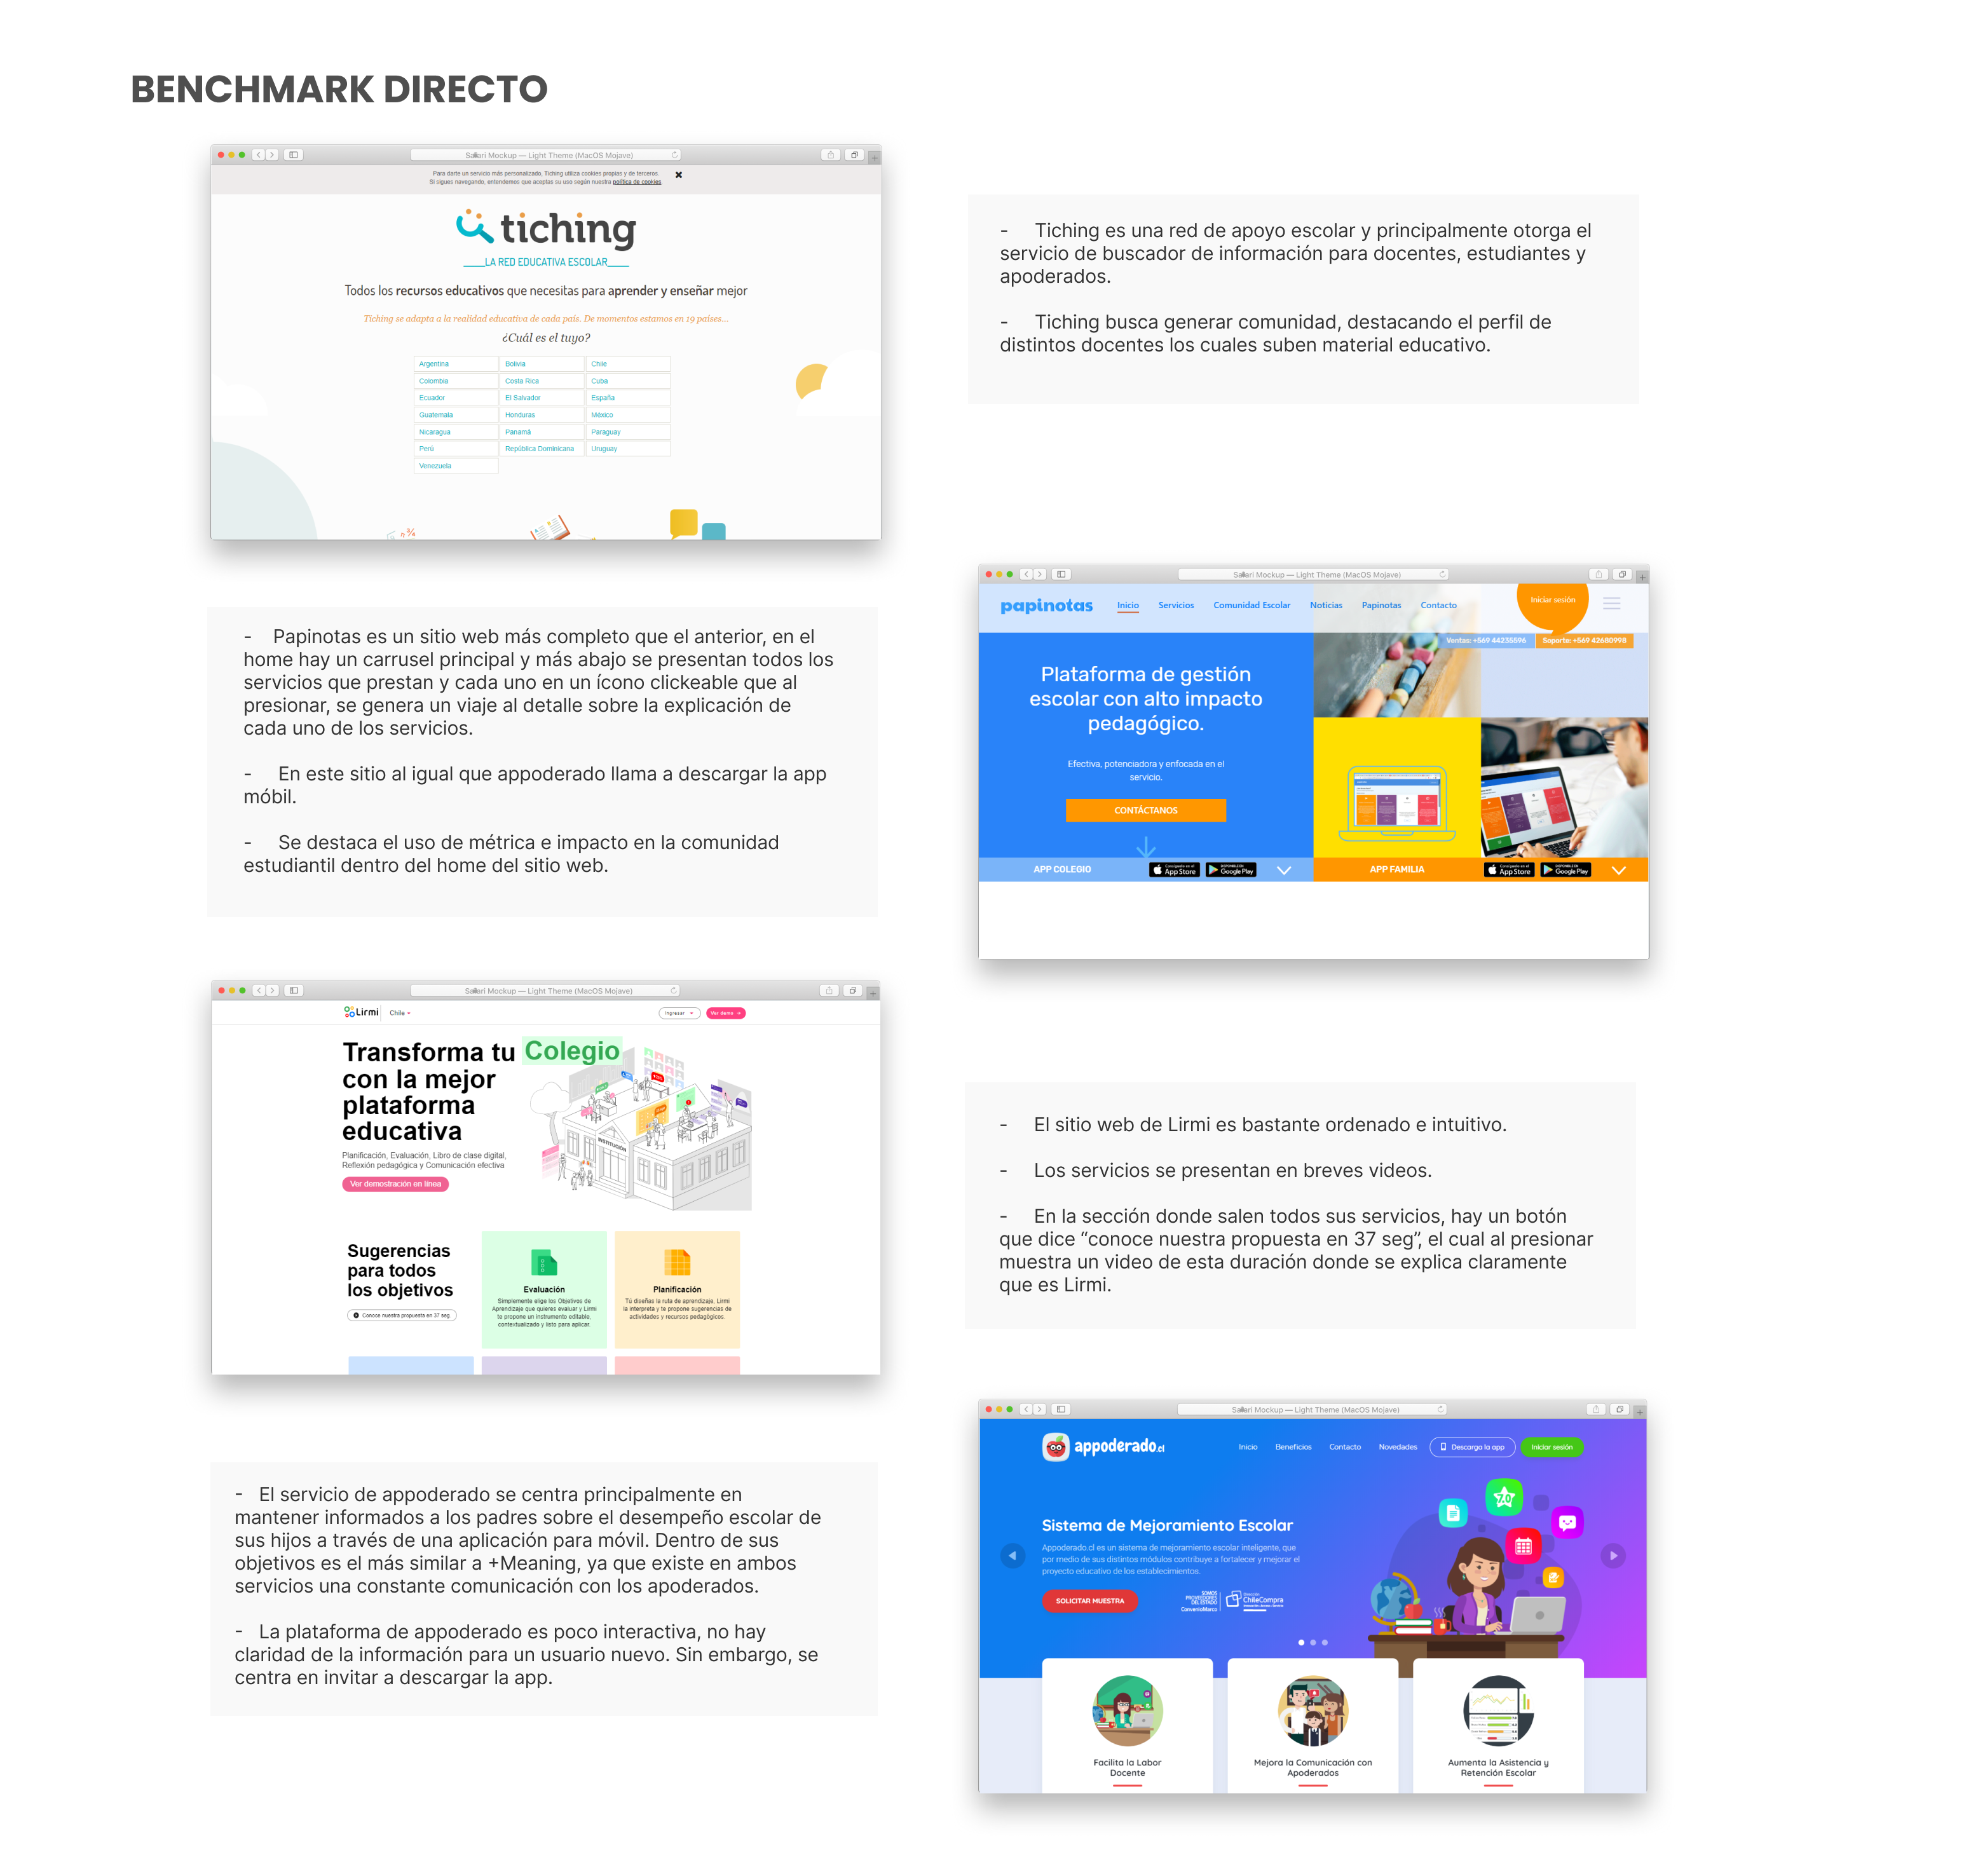 BENCHMARK DIRECTO
Safari Mockup — Light Theme (MacOS Mojave)
Para darte un servicio más personalizado, Tiching utiliza cookies propias y de terceros.
Si sigues navegando, entendemos que aceptas su uso según nuestra política de cookies.
tiching
LA RED EDUCATIVA ESCOLAR
Todos los recursos educativos que necesitas para aprender y enseñar mejor
Tiching se adapta a la realidad educativa de cada país. De momentos estamos en 19 países...
¿Cuál es el tuyo?
Argentina Bolivia Chile
Colombia Costa Rica Cuba
Ecuador El Salvador España
Guatemala Honduras México
Nicaragua Panamá Paraguay
Perú República Dominicana Uruguay
Venezuela
- Tiching es una red de apoyo escolar y principalmente otorga el
servicio de buscador de información para docentes, estudiantes y
apoderados.
- Tiching busca generar comunidad, destacando el perfil de
distintos docentes los cuales suben material educativo.
- Papinotas es un sitio web más completo que el anterior, en el
home hay un carrusel principal y más abajo se presentan todos los
servicios que prestan y cada uno en un ícono clickeable que al
presionar, se genera un viaje al detalle sobre la explicación de
cada uno de los servicios.
- En este sitio al igual que appoderado llama a descargar la app
móbil.
- Se destaca el uso de métrica e impacto en la comunidad
estudiantil dentro del home del sitio web.
Safari Mockup — Light Theme (MacOS Mojave)
papinotas Inicio Servicios Comunidad Escolar Noticias Papinotas Contacto Iniciar sesión
Ventas: +569 44235596 Soporte: +569 42680998
Plataforma de gestión
escolar con alto impacto
pedagógico.
Efectiva, potenciadora y enfocada en el
servicio.
CONTÁCTANOS
APP COLEGIO Consíguelo en el App Store DISPONIBLE EN Google Play APP FAMILIA Consíguelo en el App Store DISPONIBLE EN Google Play
Safari Mockup — Light Theme (MacOS Mojave)
Lirmi Chile Ingresar Ver demo
Transforma tu Colegio
con la mejor
plataforma
educativa
INSTITUCIÓN
Planificación, Evaluación, Libro de clase digital,
Reflexión pedagógica y Comunicación efectiva
Ver demostración en línea
Sugerencias
para todos
los objetivos
Conoce nuestra propuesta en 37 seg
Evaluación
Simplemente elige los Objetivos de
Aprendizaje que quieres evaluar y Lirmi
te propone un instrumento editable,
contextualizado y listo para aplicar.
Planificación
Tú diseñas la ruta de aprendizaje, Lirmi
la interpreta y te propone sugerencias de
actividades y recursos pedagógicos.
- El sitio web de Lirmi es bastante ordenado e intuitivo.
- Los servicios se presentan en breves videos.
- En la sección donde salen todos sus servicios, hay un botón
que dice “conoce nuestra propuesta en 37 seg”, el cual al presionar
muestra un video de esta duración donde se explica claramente
que es Lirmi.
- El servicio de appoderado se centra principalmente en
mantener informados a los padres sobre el desempeño escolar de
sus hijos a través de una aplicación para móvil. Dentro de sus
objetivos es el más similar a +Meaning, ya que existe en ambos
servicios una constante comunicación con los apoderados.
- La plataforma de appoderado es poco interactiva, no hay
claridad de la información para un usuario nuevo. Sin embargo, se
centra en invitar a descargar la app.
Safari Mockup — Light Theme (MacOS Mojave)
appoderado.cl Inicio Beneficios Contacto Novedades Descarga la app Iniciar sesión
7.0
Sistema de Mejoramiento Escolar
Appoderado.cl es un sistema de mejoramiento escolar inteligente, que
por medio de sus distintos módulos contribuye a fortalecer y mejorar el
proyecto educativo de los establecimientos.
SOLICITAR MUESTRA
SOMOS
PROVEEDORES
DEL ESTADO
ConvenioMarco
ChileCompra
Facilita la Labor
Docente
Mejora la Comunicación con
Apoderados
Aumenta la Asistencia y
Retención Escolar